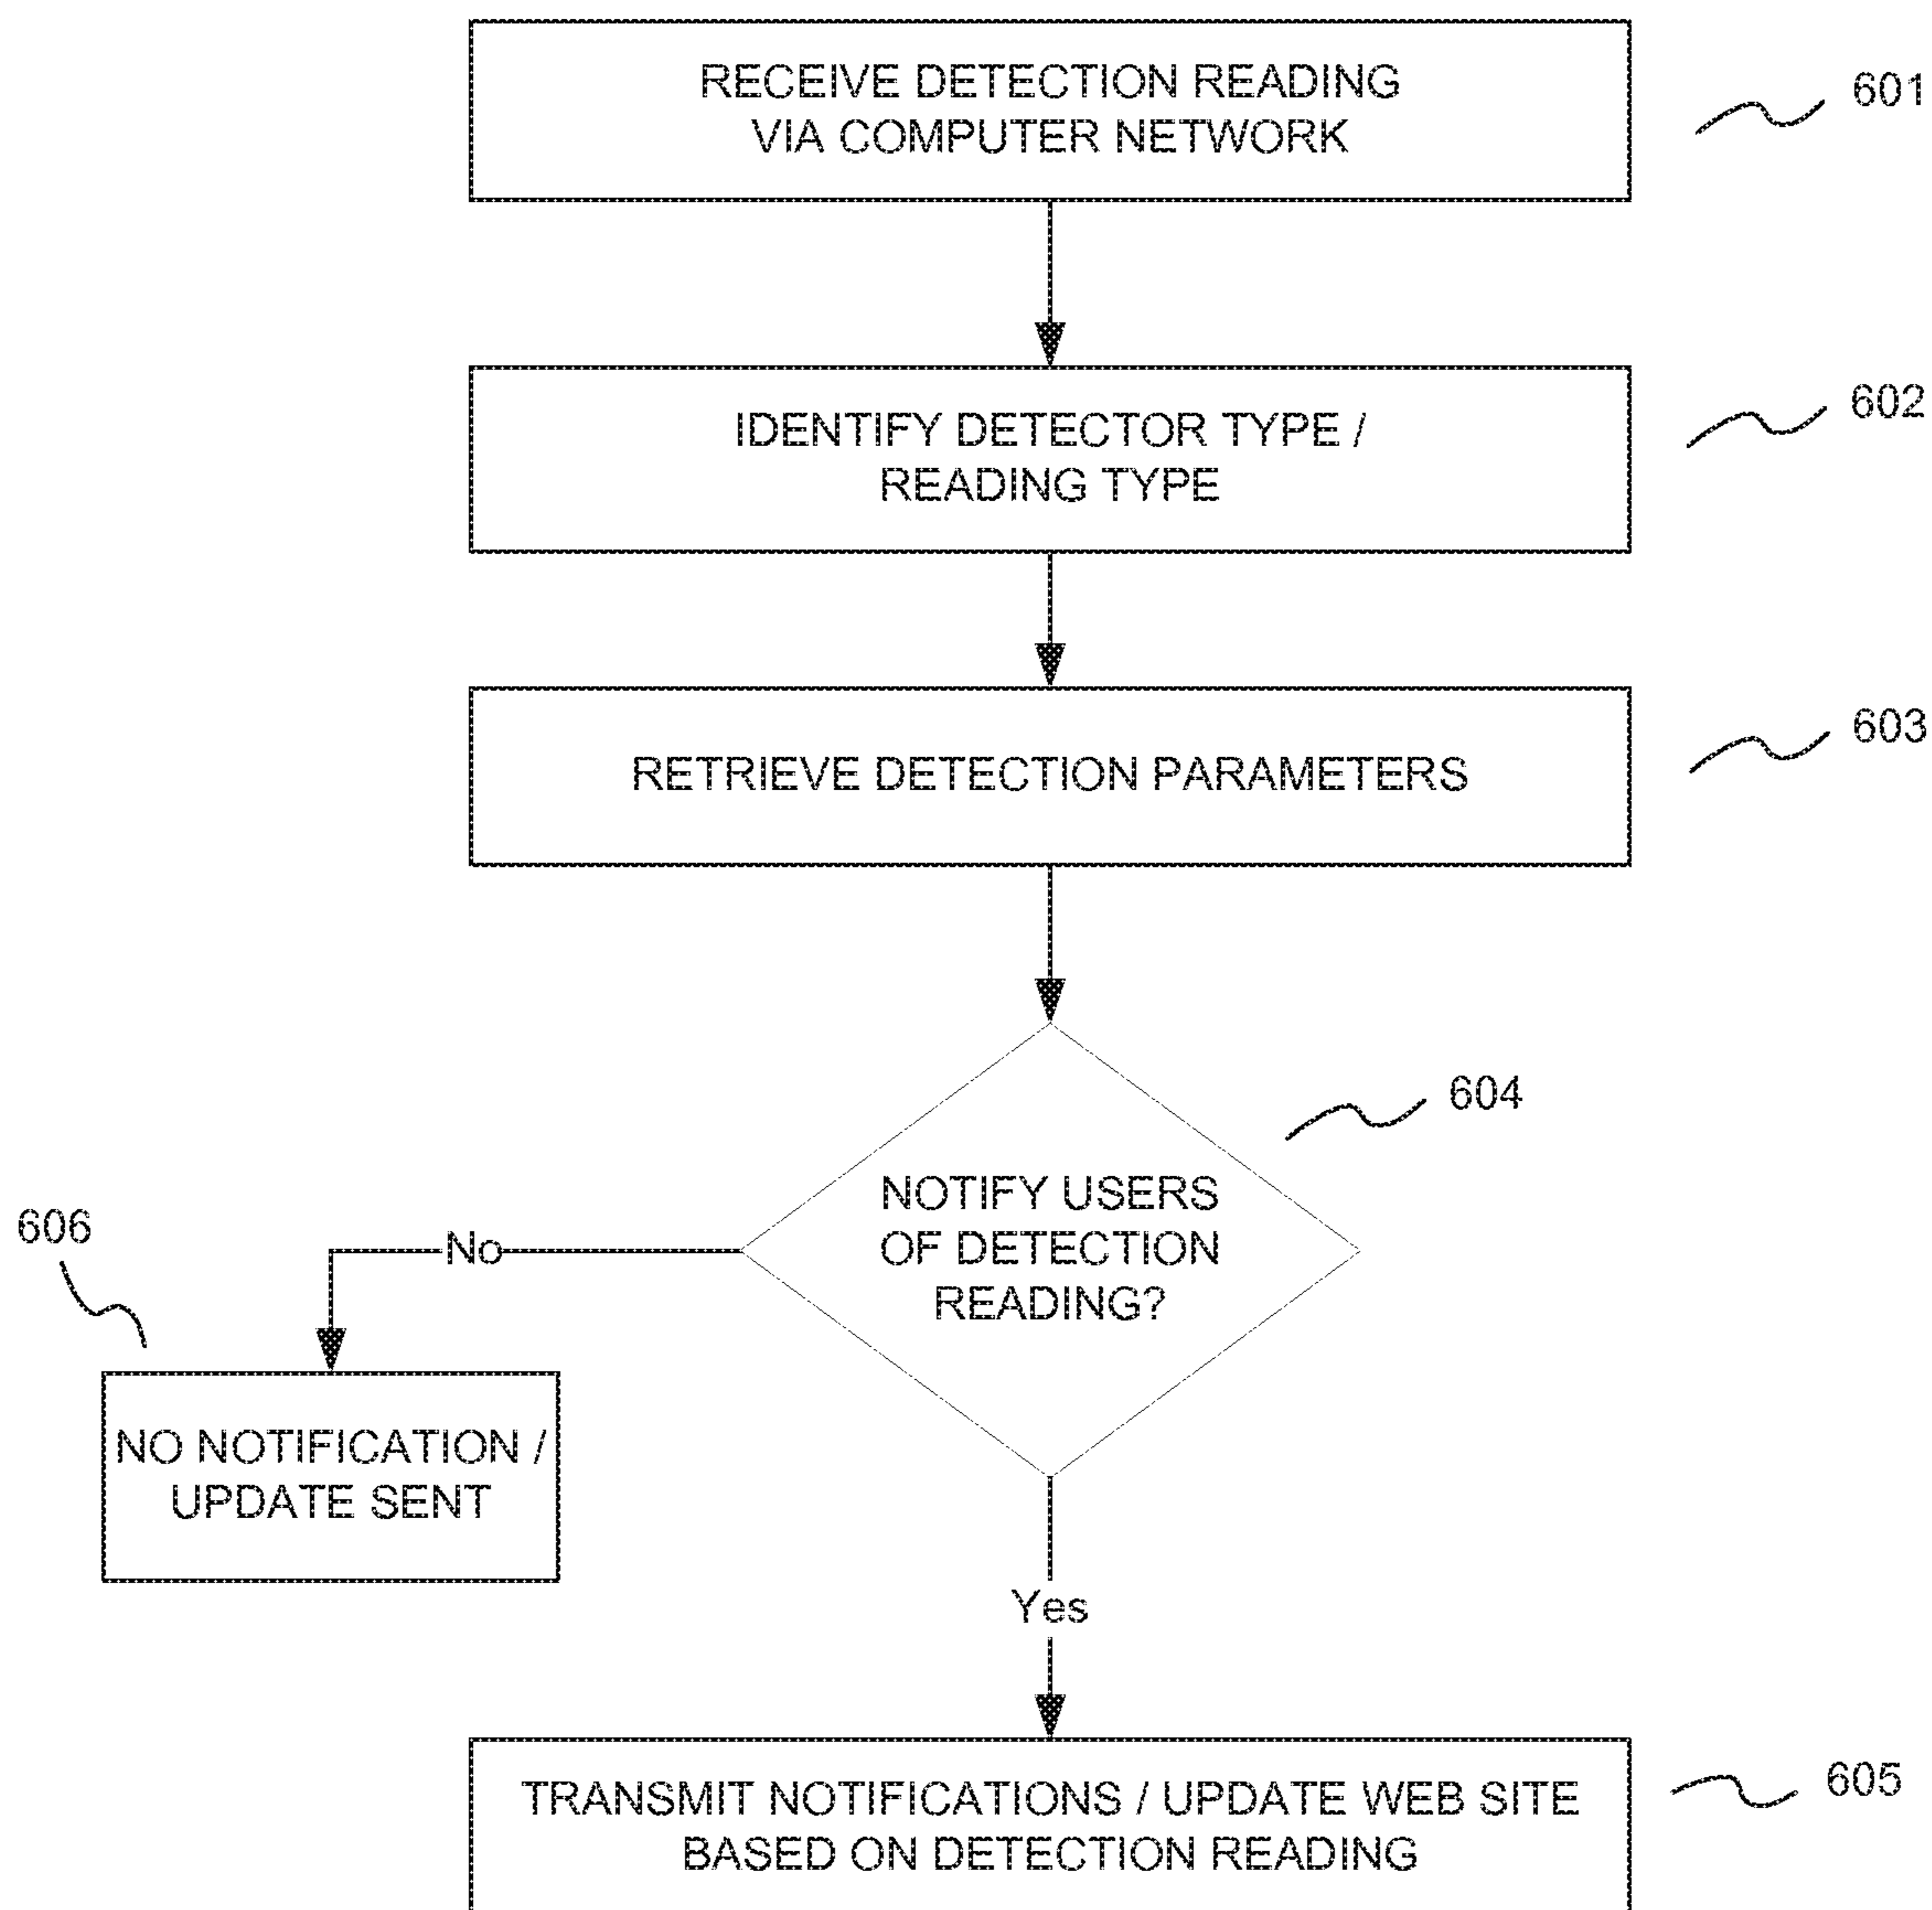 RECEIVE DETECTION READING
VIA COMPUTER NETWORK
601
IDENTIFY DETECTOR TYPE /
READING TYPE
602
RETRIEVE DETECTION PARAMETERS
603
604
NOTIFY USERS
OF DETECTION
READING?
606
No
NO NOTIFICATION /
UPDATE SENT
Yes
TRANSMIT NOTIFICATIONS / UPDATE WEB SITE
BASED ON DETECTION READING
605